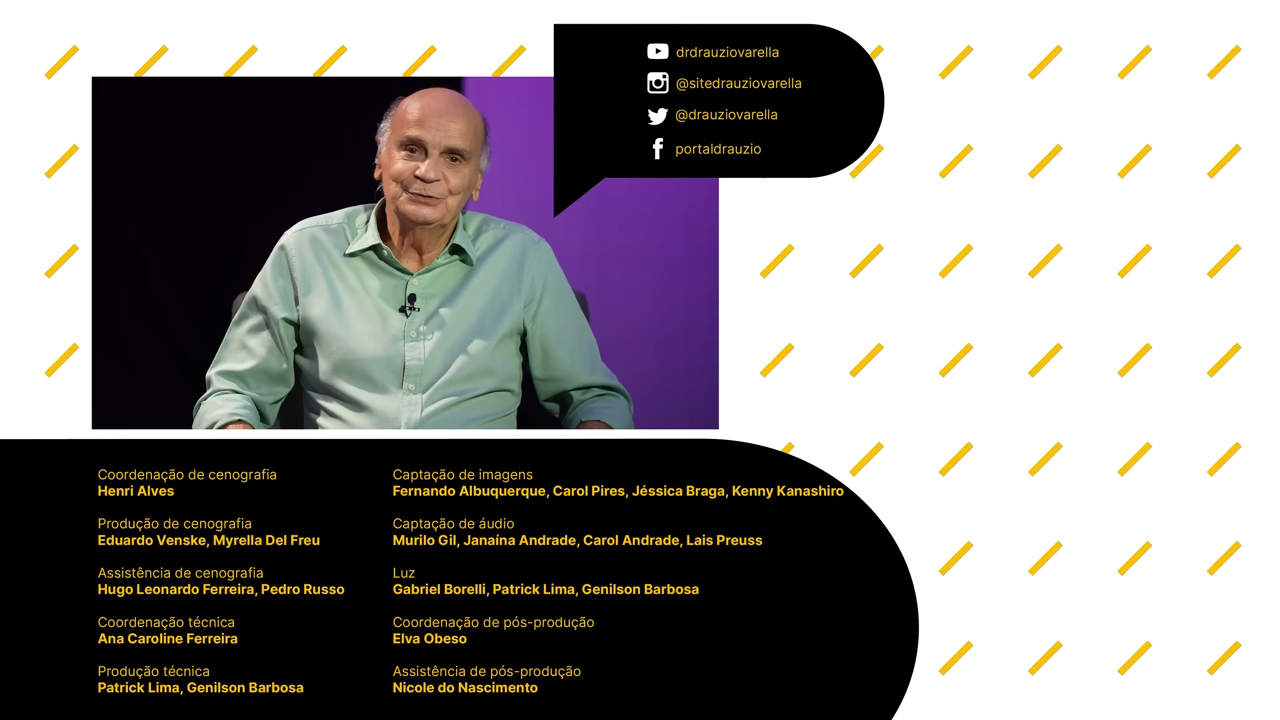 drdrauziovarella
@sitedrauziovarella
@drauziovarella
portaldrauzio
Coordenação de cenografia
Henri Alves
Produção de cenografia
Eduardo Venske, Myrella Del Freu
Assistência de cenografia
Hugo Leonardo Ferreira, Pedro Russo
Coordenação técnica
Ana Caroline Ferreira
Produção técnica
Patrick Lima, Genilson Barbosa
Captação de imagens
Fernando Albuquerque, Carol Pires, Jéssica Braga, Kenny Kanashiro
Captação de áudio
Murilo Gil, Janaína Andrade, Carol Andrade, Lais Preuss
Luz
Gabriel Borelli, Patrick Lima, Genilson Barbosa
Coordenação de pós-produção
Elva Obeso
Assistência de pós-produção
Nicole do Nascimento